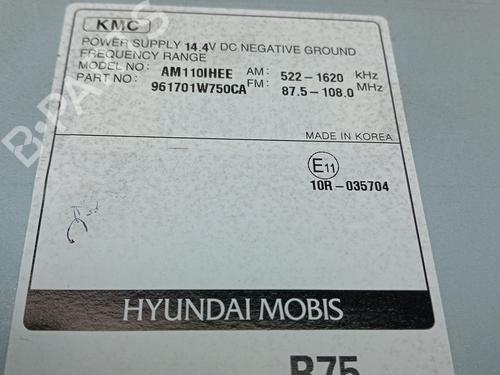 KMC
POWER SUPPLY 14.4V DC NEGATIVE GROUND
FREQUENCY RANGE
MODEL NO: AM110IHEE AM: 522-1620 KHz
PART NO: 961701W750CA FM: 87.5-108.0 MHz
MADE IN KOREA
E11
10R-035704
HYUNDAI MOBIS
B75
B-PARTS